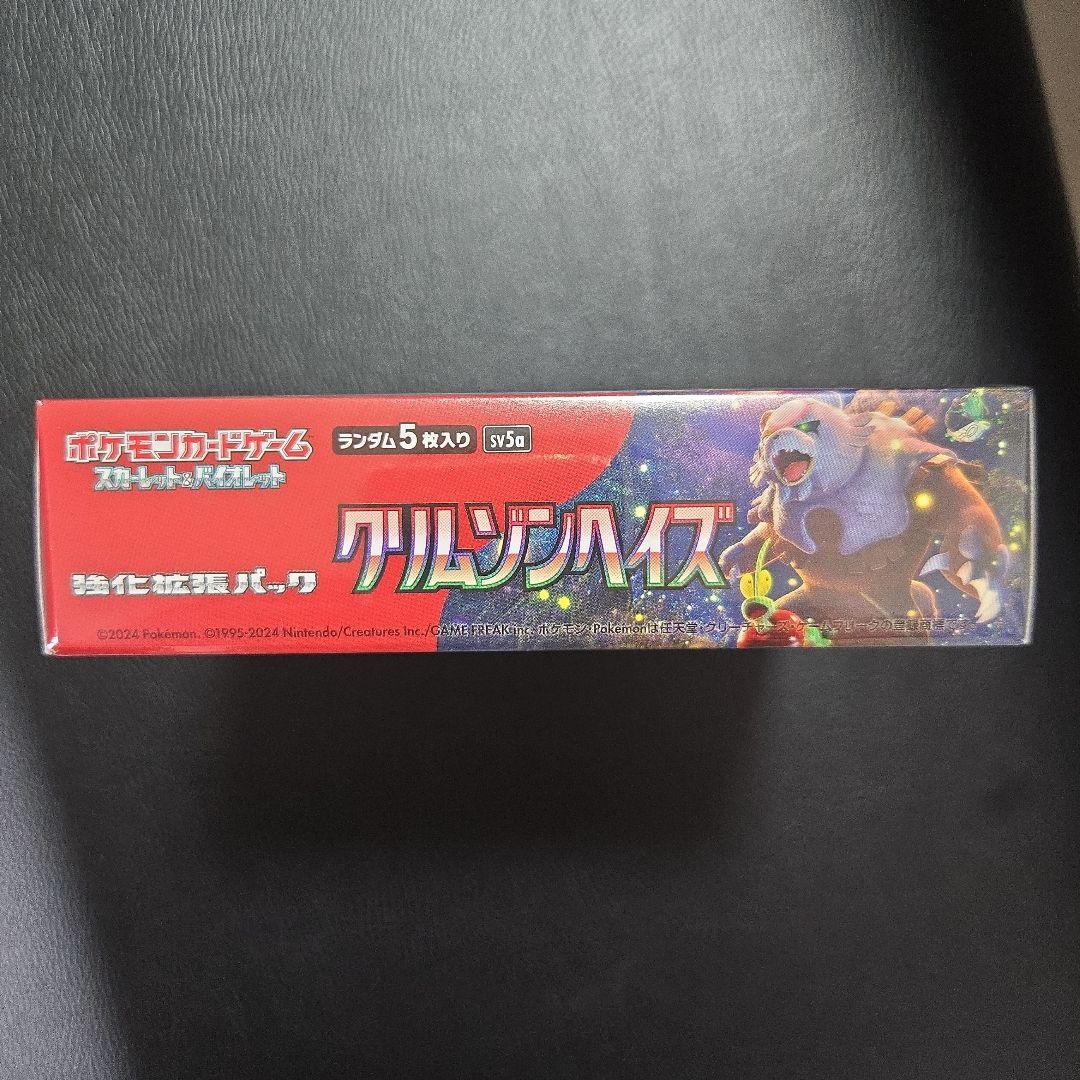 ポケモンカードゲーム
スカーレット&バイオレット
ランダム5枚入り
sv5a
クリムゾンヘイズ
強化拡張パック
©2024 Pokémon. ©1995-2024 Nintendo/Creatures Inc./GAME FREAK inc. ポケモン・Pokémonは任天堂・クリーチャーズ・ゲームフリークの登録商標です。